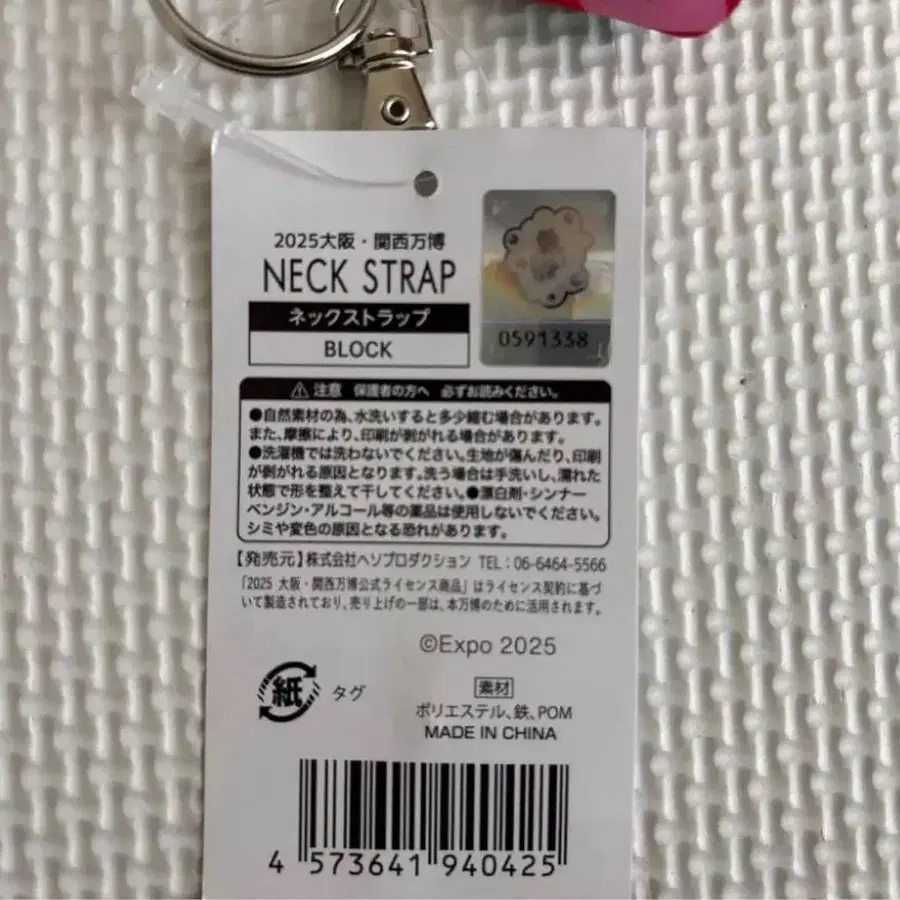 2025大阪・関西万博
NECK STRAP
ネックストラップ
BLOCK
0591338
⚠注意 保護者の方へ 必ずお読みください。
●自然素材の為、水洗いすると多少縮む場合があります。
また、摩擦により、印刷が剥がれる場合があります。
●洗濯機では洗わないでください。生地が傷んだり、印刷
が剥がれる原因となります。洗う場合は手洗いし、濡れた
状態で形を整えて干してください。●漂白剤・シンナー
ベンジン・アルコール等の薬品は使用しないでください。
シミや変色の原因となる恐れがあります。
【発売元】株式会社ヘソプロダクション TEL：06-6464-5566
「2025 大阪・関西万博公式ライセンス商品」はライセンス契約に基づ
いて製造されており、売り上げの一部は、本万博のために活用されます。
©Expo 2025
紙 タグ
素材
ポリエステル、鉄、POM
MADE IN CHINA
4 573641 940425